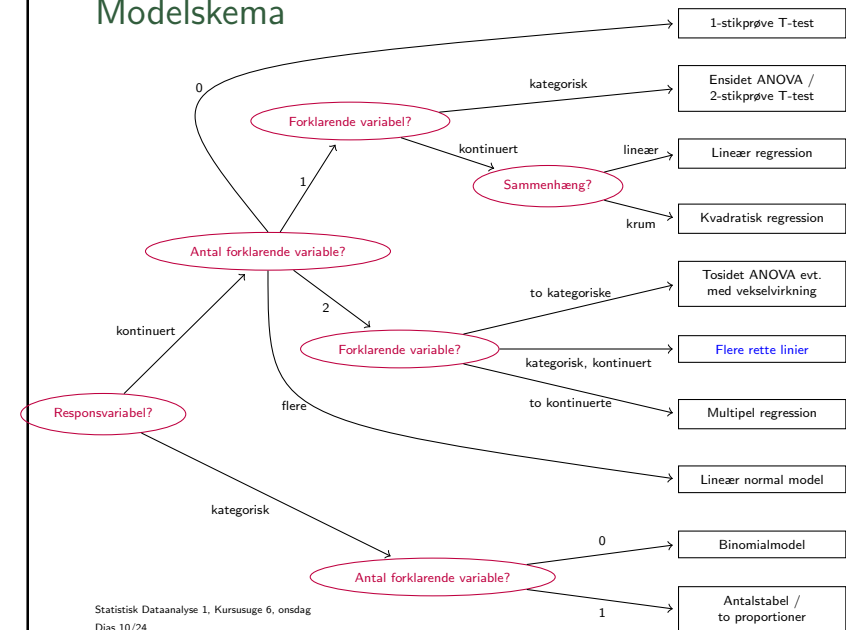 Modelskema
0
1-stikprøve T-test
kategorisk
Ensidet ANOVA /
2-stikprøve T-test
Forklarende variabel?
kontinuert
lineær
Lineær regression
1
Sammenhæng?
krum
Kvadratisk regression
Antal forklarende variable?
to kategoriske
Tosidet ANOVA evt.
med vekselvirkning
2
kontinuert
Forklarende variable?
kategorisk, kontinuert
Flere rette linier
to kontinuerte
Multipel regression
flere
Responsvariabel?
Lineær normal model
kategorisk
0
Binomialmodel
Antal forklarende variable?
1
Antalstabel /
to proportioner
Statistisk Dataanalyse 1, Kursusuge 6, onsdag
Dias 10/24